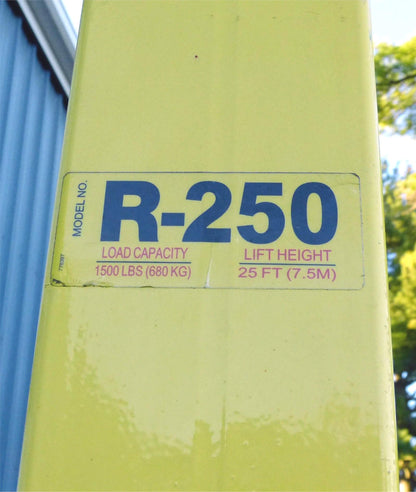 MODEL NO.
R-250
LOAD CAPACITY
1500 LBS (680 KG)
LIFT HEIGHT
25 FT (7.5M)